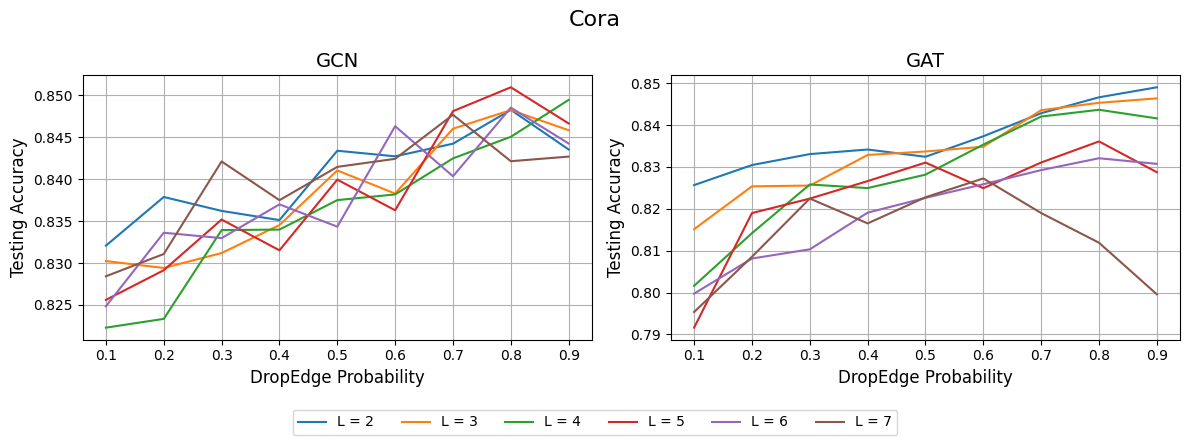 Cora
GCN
Testing Accuracy
0.850
0.845
0.840
0.835
0.830
0.825
0.1 0.2 0.3 0.4 0.5 0.6 0.7 0.8 0.9
DropEdge Probability
GAT
Testing Accuracy
0.85
0.84
0.83
0.82
0.81
0.80
0.79
0.1 0.2 0.3 0.4 0.5 0.6 0.7 0.8 0.9
DropEdge Probability
L = 2 L = 3 L = 4 L = 5 L = 6 L = 7